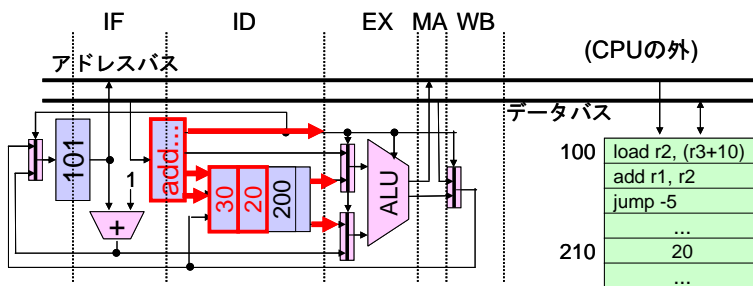 IF ID EX MA WB
(CPUの外)
アドレスバス
データバス
101
1
+
add...
30
20
200
ALU
100
load r2, (r3+10)
add r1, r2
jump -5
...
210
20
...